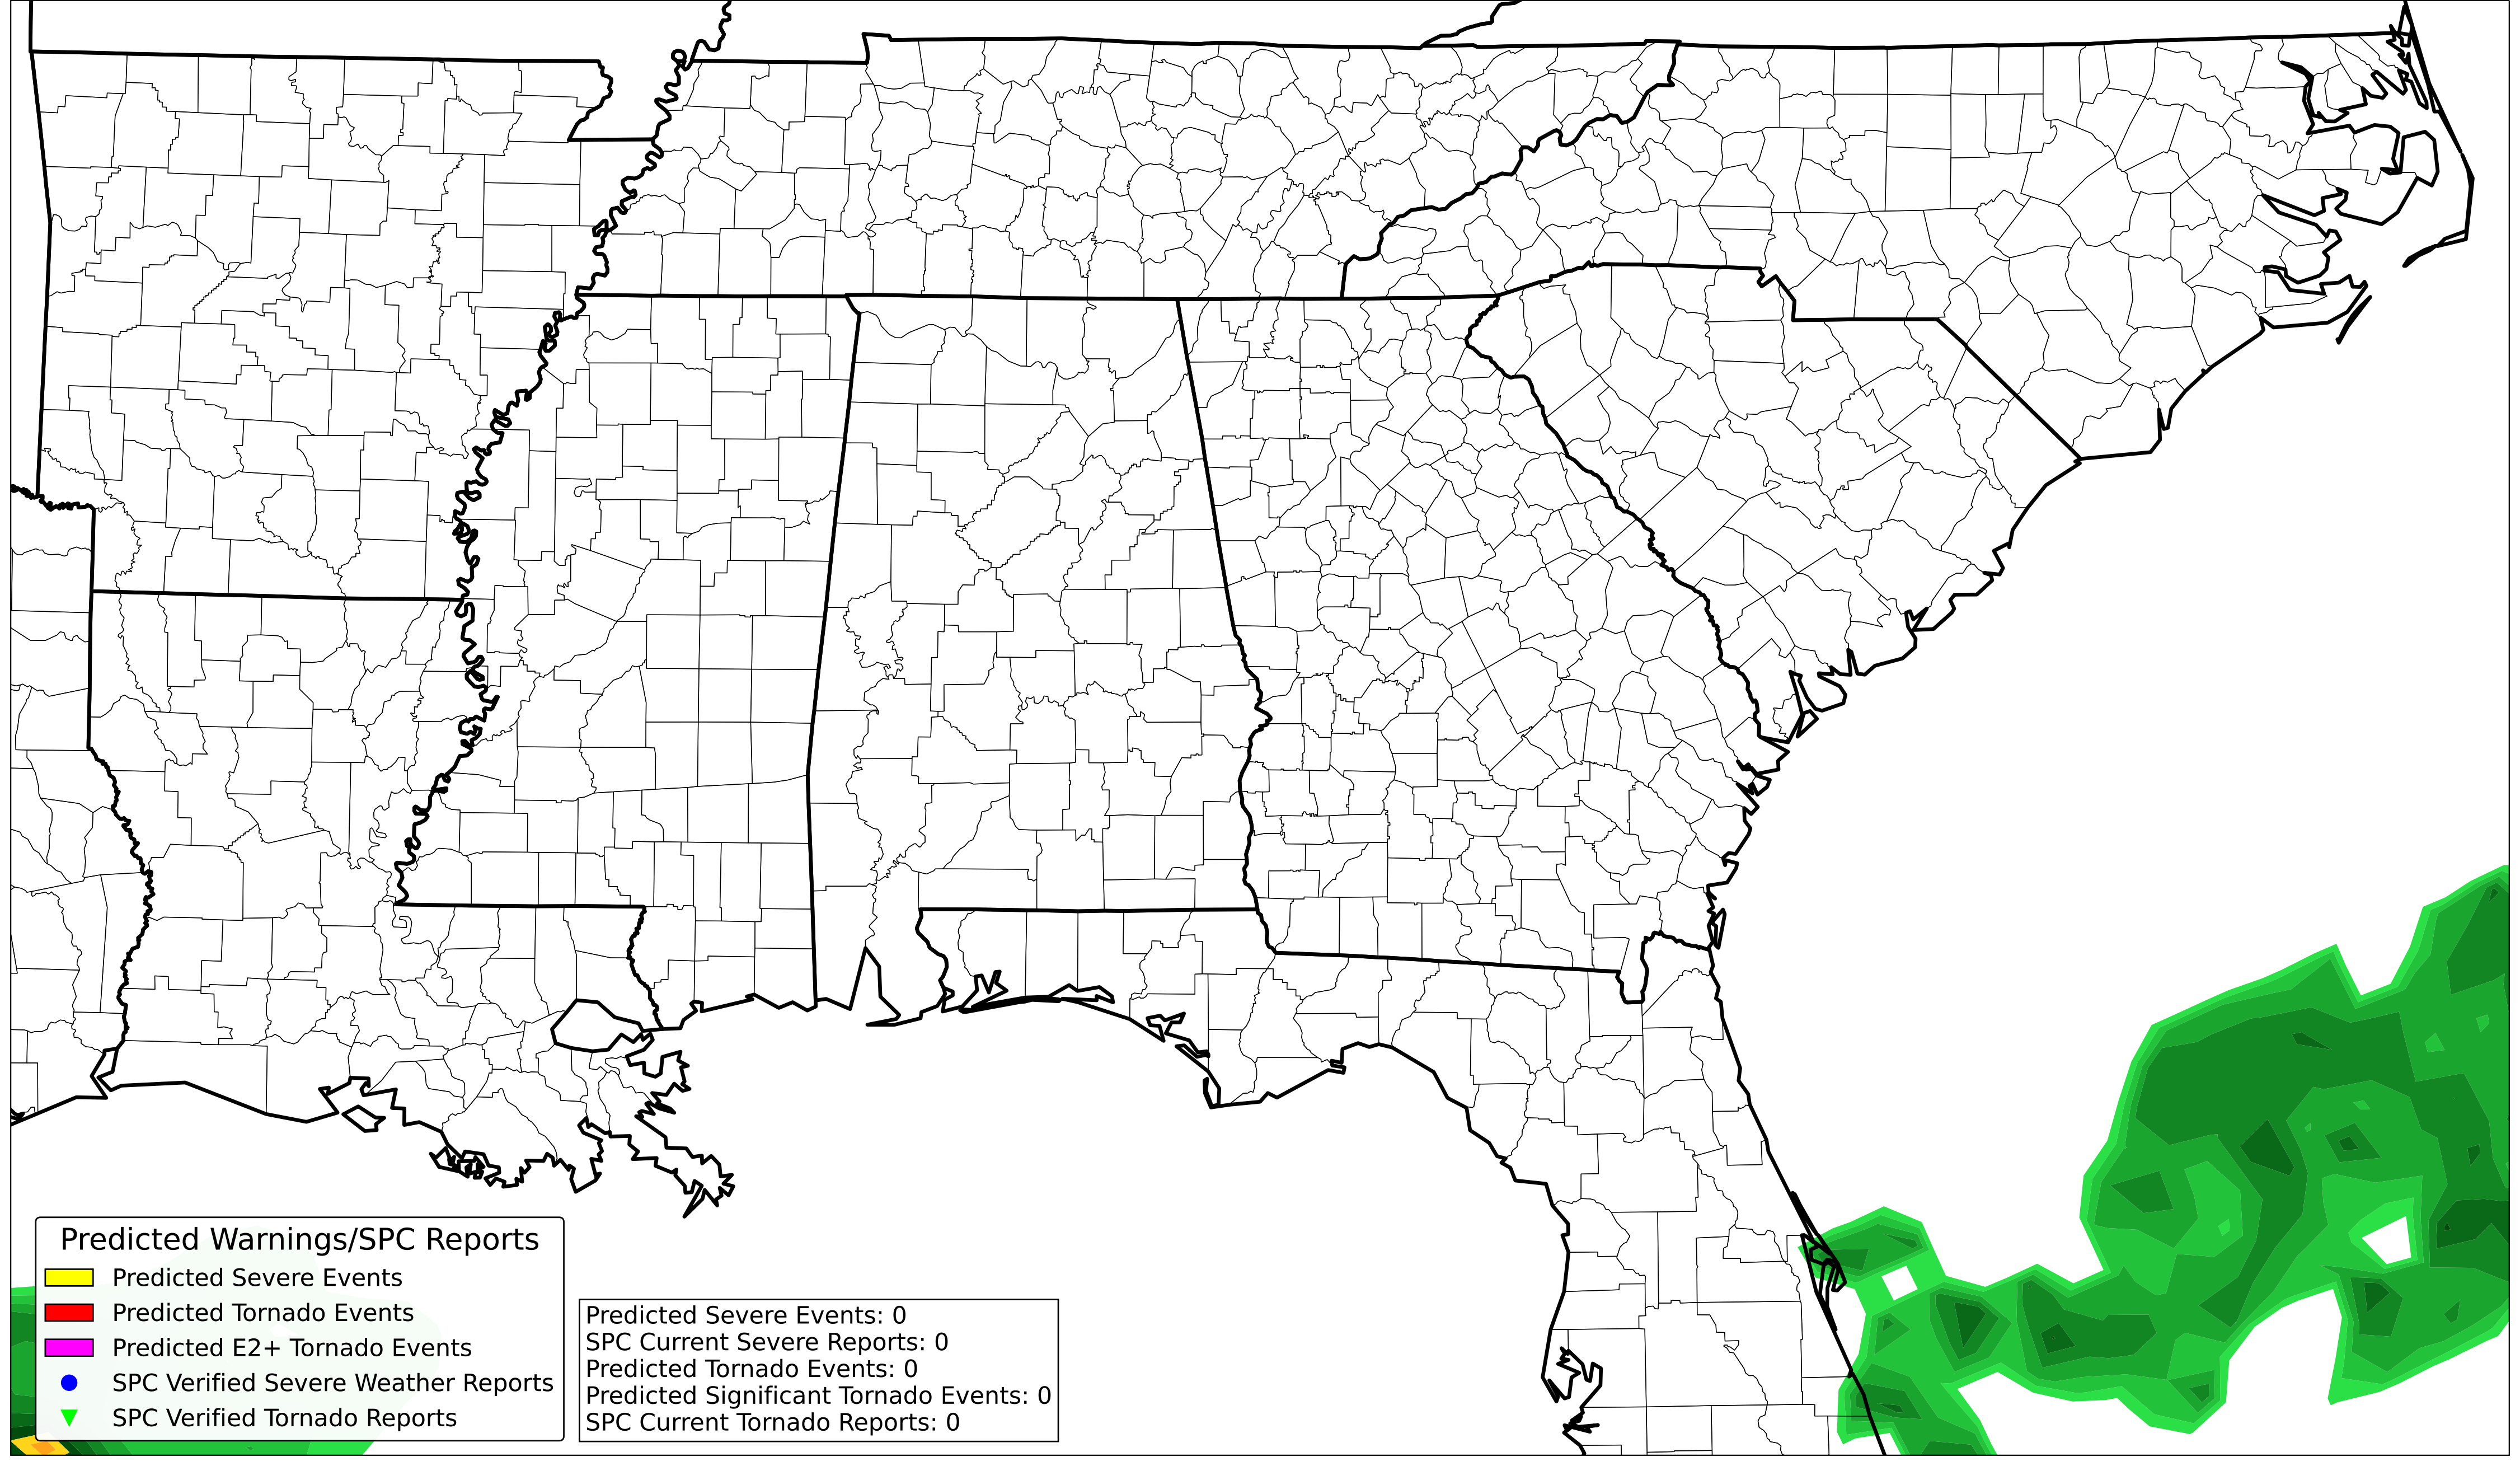 Predicted Warnings/SPC Reports
Predicted Severe Events
Predicted Tornado Events
Predicted E2+ Tornado Events
SPC Verified Severe Weather Reports
SPC Verified Tornado Reports
Predicted Severe Events: 0
SPC Current Severe Reports: 0
Predicted Tornado Events: 0
Predicted Significant Tornado Events: 0
SPC Current Tornado Reports: 0